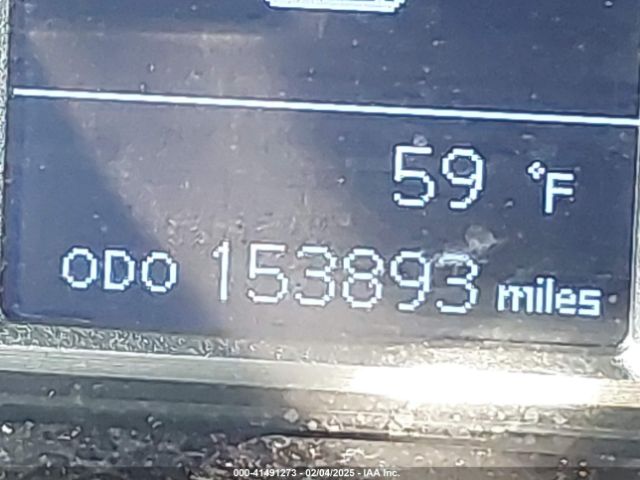 59 °F
ODO 153893 miles
000-41491273 - 02/04/2025 - IAA Inc.